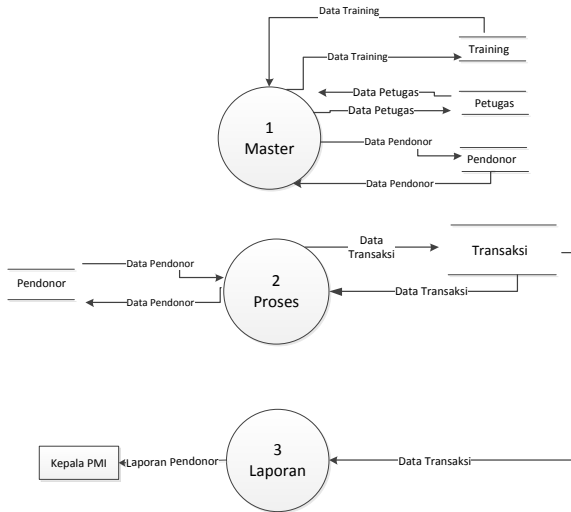 Data Training
Training
Data Training
Data Petugas
Petugas
Data Petugas
1
Master
Data Pendonor
Pendonor
Data Pendonor
Data
Transaksi
Transaksi
Data Pendonor
Pendonor
2
Proses
Data Pendonor
Data Transaksi
3
Laporan
Kepala PMI
Laporan Pendonor
Data Transaksi